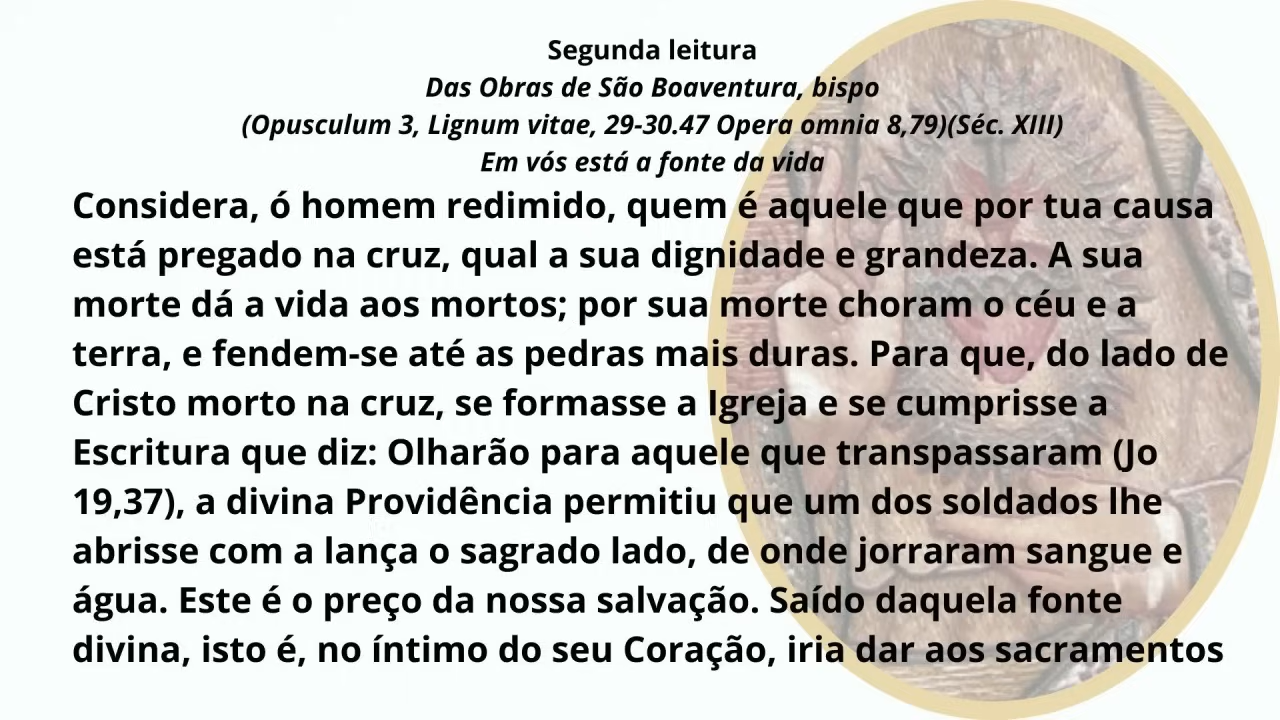 Segunda leitura
Das Obras de São Boaventura, bispo
(Opusculum 3, Lignum vitae, 29-30.47 Opera omnia 8,79)(Séc. XIII)
Em vós está a fonte da vida
Considera, ó homem redimido, quem é aquele que por tua causa
está pregado na cruz, qual a sua dignidade e grandeza. A sua
morte dá a vida aos mortos; por sua morte choram o céu e a
terra, e fendem-se até as pedras mais duras. Para que, do lado de
Cristo morto na cruz, se formasse a Igreja e se cumprisse a
Escritura que diz: Olharão para aquele que transpassaram (Jo
19,37), a divina Providência permitiu que um dos soldados lhe
abrisse com a lança o sagrado lado, de onde jorraram sangue e
água. Este é o preço da nossa salvação. Saído daquela fonte
divina, isto é, no íntimo do seu Coração, iria dar aos sacramentos